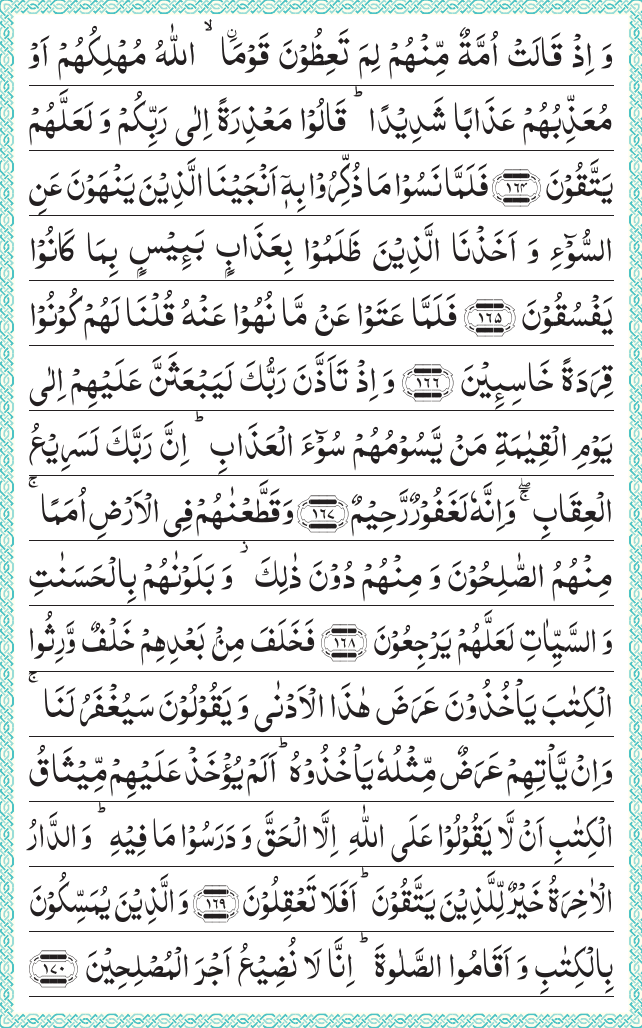 وَ اِذْ قَالَتْ اُمَّةٌ مِّنْهُمْ لِمَ تَعِظُوْنَ قَوْمَاۨ ۙ اللّٰهُ مُهْلِكُهُمْ اَوْ
مُعَذِّبُهُمْ عَذَابًا شَدِيْدًا ؕ قَالُوْا مَعْذِرَةً اِلٰى رَبِّكُمْ وَ لَعَلَّهُمْ
يَتَّقُوْنَ ۝۱۶۴ فَلَمَّا نَسُوْا مَا ذُكِّرُوْا بِهٖۤ اَنْجَيْنَا الَّذِيْنَ يَنْهَوْنَ عَنِ
السُّوْٓءِ وَ اَخَذْنَا الَّذِيْنَ ظَلَمُوْا بِعَذَابٍۭ بَـِٕيْسٍۭ بِمَا كَانُوْا
يَفْسُقُوْنَ ۝۱۶۵ فَلَمَّا عَتَوْا عَنْ مَّا نُهُوْا عَنْهُ قُلْنَا لَهُمْ كُوْنُوْا
قِرَدَةً خَاسِـِٕيْنَ ۝۱۶۶ وَ اِذْ تَاَذَّنَ رَبُّكَ لَيَبْعَثَنَّ عَلَيْهِمْ اِلٰى
يَوْمِ الْقِيٰمَةِ مَنْ يَّسُوْمُهُمْ سُوْٓءَ الْعَذَابِ ؕ اِنَّ رَبَّكَ لَسَرِيْعُ
الْعِقَابِ ۖۚ وَ اِنَّهٗ لَغَفُوْرٌ رَّحِيْمٌ ۝۱۶۷ وَ قَطَّعْنٰهُمْ فِى الْاَرْضِ اُمَمًا ۚ
مِنْهُمُ الصّٰلِحُوْنَ وَ مِنْهُمْ دُوْنَ ذٰلِكَ ؗ وَ بَلَوْنٰهُمْ بِالْحَسَنٰتِ
وَ السَّيِّاٰتِ لَعَلَّهُمْ يَرْجِعُوْنَ ۝۱۶۸ فَخَلَفَ مِنْۢ بَعْدِهِمْ خَلْفٌ وَّرِثُوا
الْكِتٰبَ يَاْخُذُوْنَ عَرَضَ هٰذَا الْاَدْنٰى وَ يَقُوْلُوْنَ سَيُغْفَرُ لَنَا ۚ
وَ اِنْ يَّاْتِهِمْ عَرَضٌ مِّثْلُهٗ يَاْخُذُوْهُ ؕ اَلَمْ يُؤْخَذْ عَلَيْهِمْ مِّيْثَاقُ
الْكِتٰبِ اَنْ لَّا يَقُوْلُوْا عَلَى اللّٰهِ اِلَّا الْحَقَّ وَ دَرَسُوْا مَا فِيْهِ ؕ وَ الدَّارُ
الْاٰخِرَةُ خَيْرٌ لِّلَّذِيْنَ يَتَّقُوْنَ ؕ اَفَلَا تَعْقِلُوْنَ ۝۱۶۹ وَ الَّذِيْنَ يُمَسِّكُوْنَ
بِالْكِتٰبِ وَ اَقَامُوا الصَّلٰوةَ ؕ اِنَّا لَا نُضِيْعُ اَجْرَ الْمُصْلِحِيْنَ ۝۱۷۰